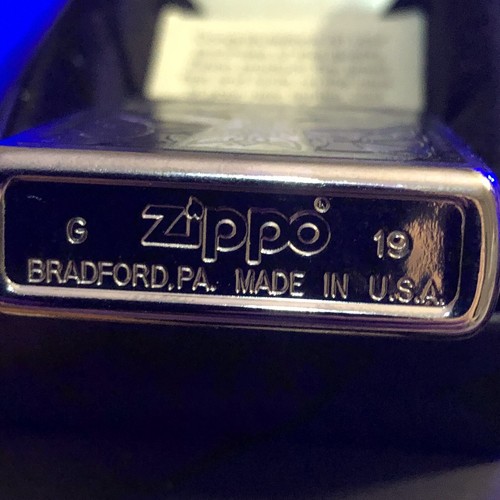 G zippo® 19
BRADFORD, PA. MADE IN U.S.A.